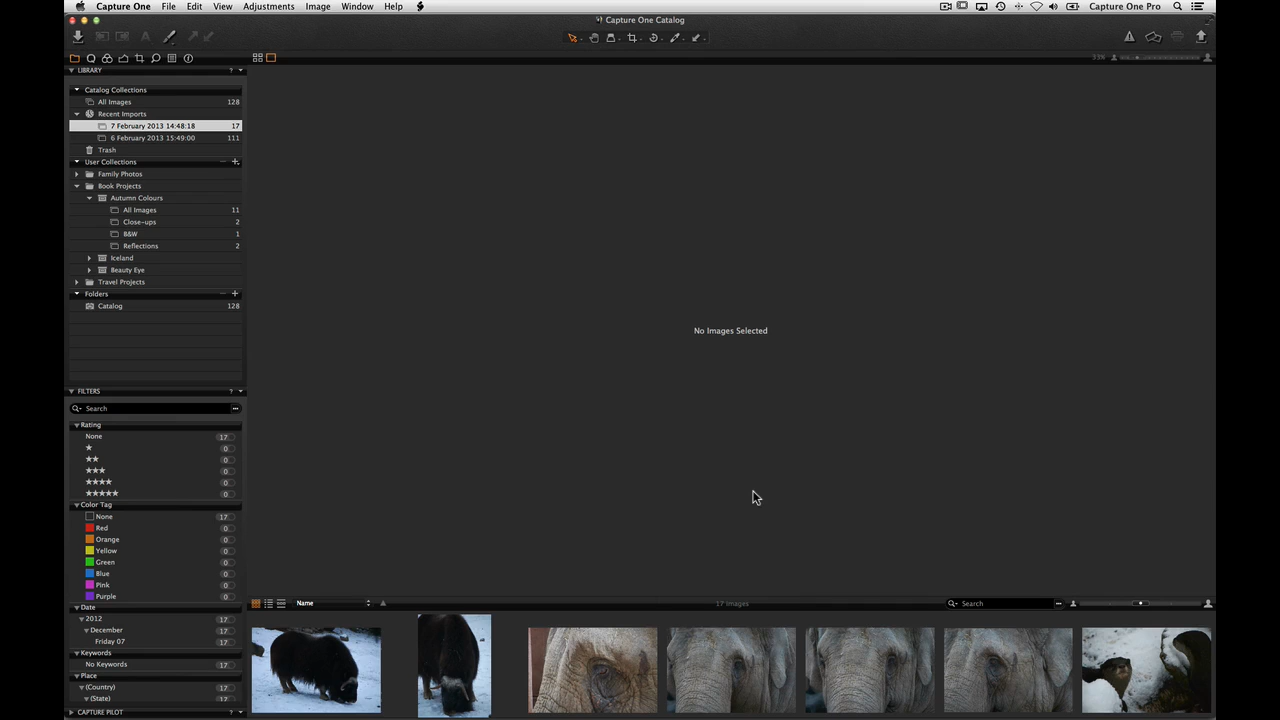 Capture One File Edit View Adjustments Image Window Help Capture One Pro
Capture One Catalog
33%
LIBRARY ?
Catalog Collections
All Images 128
Recent Imports
7 February 2013 14:48:18 17
6 February 2013 15:49:00 111
Trash
User Collections
Family Photos
Book Projects
Autumn Colours
All Images 11
Close-ups 2
B&W 1
Reflections 2
Iceland
Beauty Eye
Travel Projects
Folders
Catalog 128
No Images Selected
FILTERS ?
Search
Rating
None 17
★ 0
★★ 0
★★★ 0
★★★★ 0
★★★★★ 0
Color Tag
None 17
Red 0
Orange 0
Yellow 0
Green 0
Blue 0
Pink 0
Purple 0
Date
2012 17
December 17
Friday 07 17
Keywords
No Keywords 17
Place
(Country) 17
(State) 17
CAPTURE PILOT ?
Name 17 Images Search